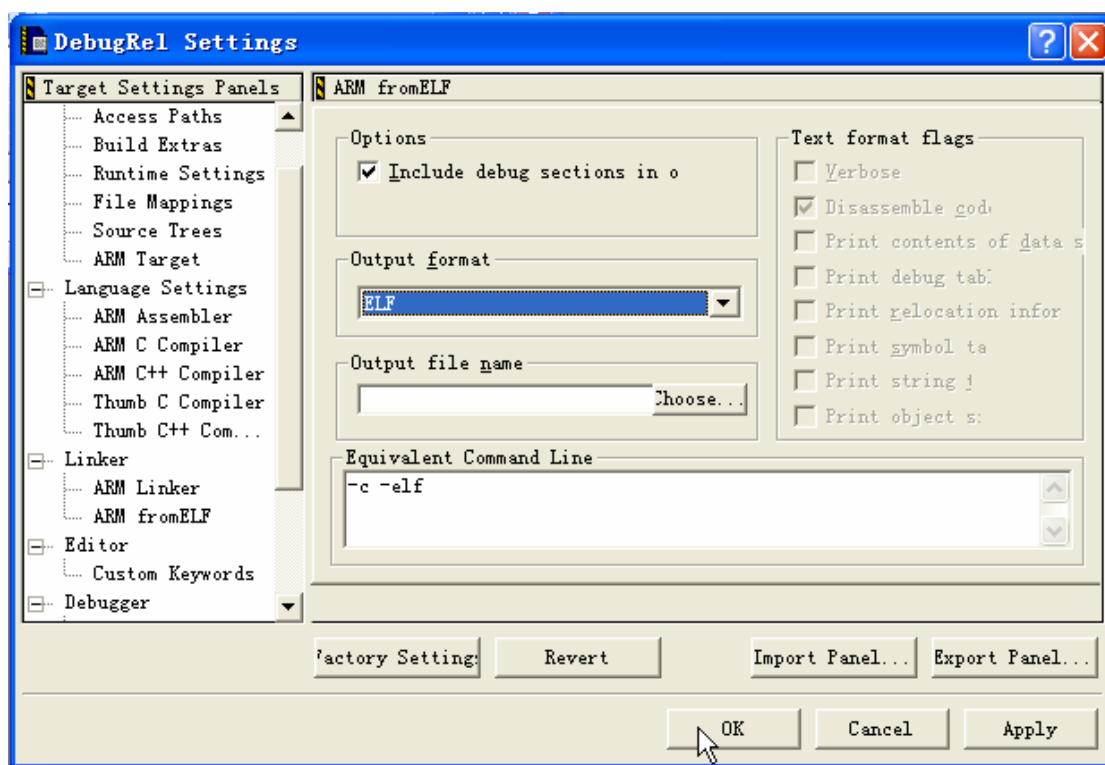 DebugRel Settings
Target Settings Panels
Access Paths
Build Extras
Runtime Settings
File Mappings
Source Trees
ARM Target
Language Settings
ARM Assembler
ARM C Compiler
ARM C++ Compiler
Thumb C Compiler
Thumb C++ Com...
Linker
ARM Linker
ARM fromELF
Editor
Custom Keywords
Debugger
ARM fromELF
Options
Include debug sections in o
Output format
ELF
Output file name
Choose...
Text format flags
Verbose
Disassemble cod
Print contents of data s
Print debug tab
Print relocation infor
Print symbol ta
Print string
Print object s
Equivalent Command Line
-c -elf
Factory Setting
Revert
Import Panel...
Export Panel...
OK
Cancel
Apply